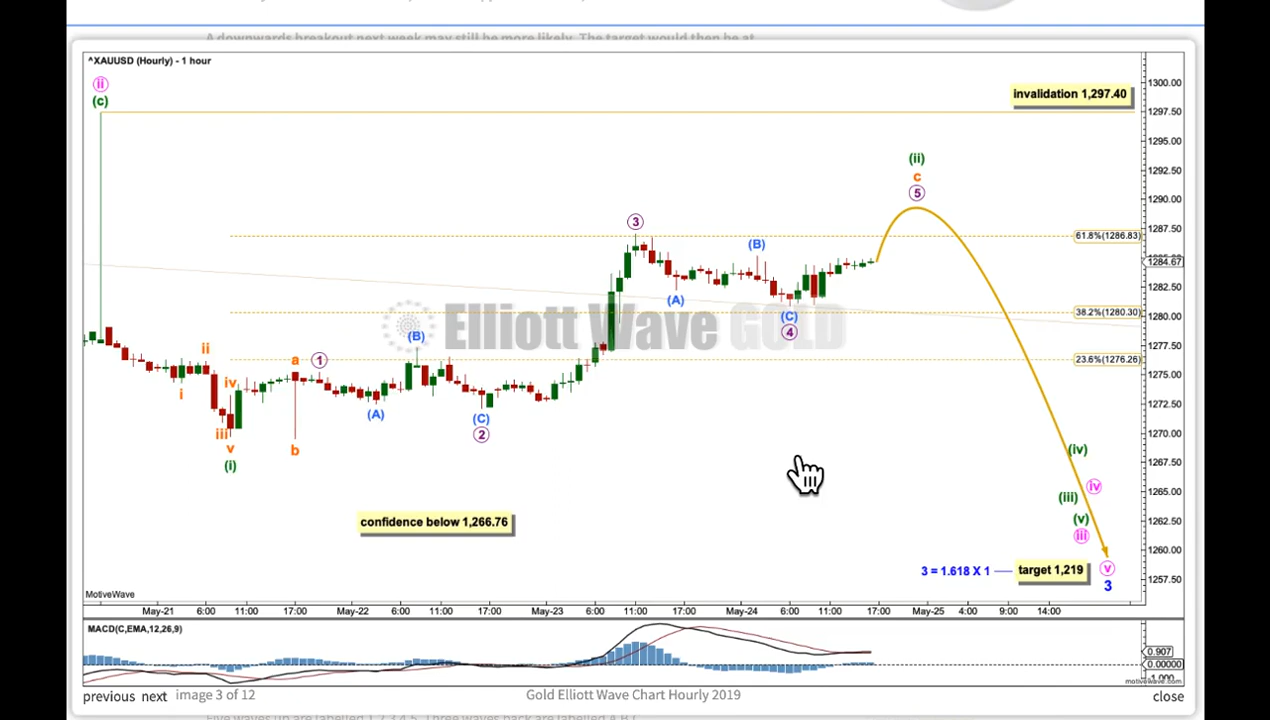 A downwards breakout next week may still be more likely. The target would then be at
^XAUUSD (Hourly) - 1 hour
ii
(c)
invalidation 1,297.40
1300.00
1297.50
1295.00
1292.50
1290.00
1287.50
1284.67
1282.50
1280.00
1277.50
1275.00
1272.50
1270.00
1267.50
1265.00
1262.50
1260.00
1257.50
(ii)
c
5
3
61.8%(1286.83)
(B)
(A)
(C)
4
38.2%(1280.30)
Elliott Wave GOLD
(B)
ii
a
1
23.6%(1276.26)
iv
i
(A)
(C)
2
iii
v
b
(i)
(iv)
iv
(iii)
(v)
iii
confidence below 1,266.76
3 = 1.618 X 1
target 1,219
v
3
MotiveWave
May-21 6:00 11:00 17:00 May-22 6:00 11:00 17:00 May-23 6:00 11:00 17:00 May-24 6:00 11:00 17:00 May-25 4:00 9:00 14:00
MACD(C,EMA,12,26,9)
0.907
0.00000
-1.000
motivewave.com
previous next image 3 of 12
Gold Elliott Wave Chart Hourly 2019
close
Five waves up are labelled 1,2,3,4,5. Three waves back are labelled A,B,C